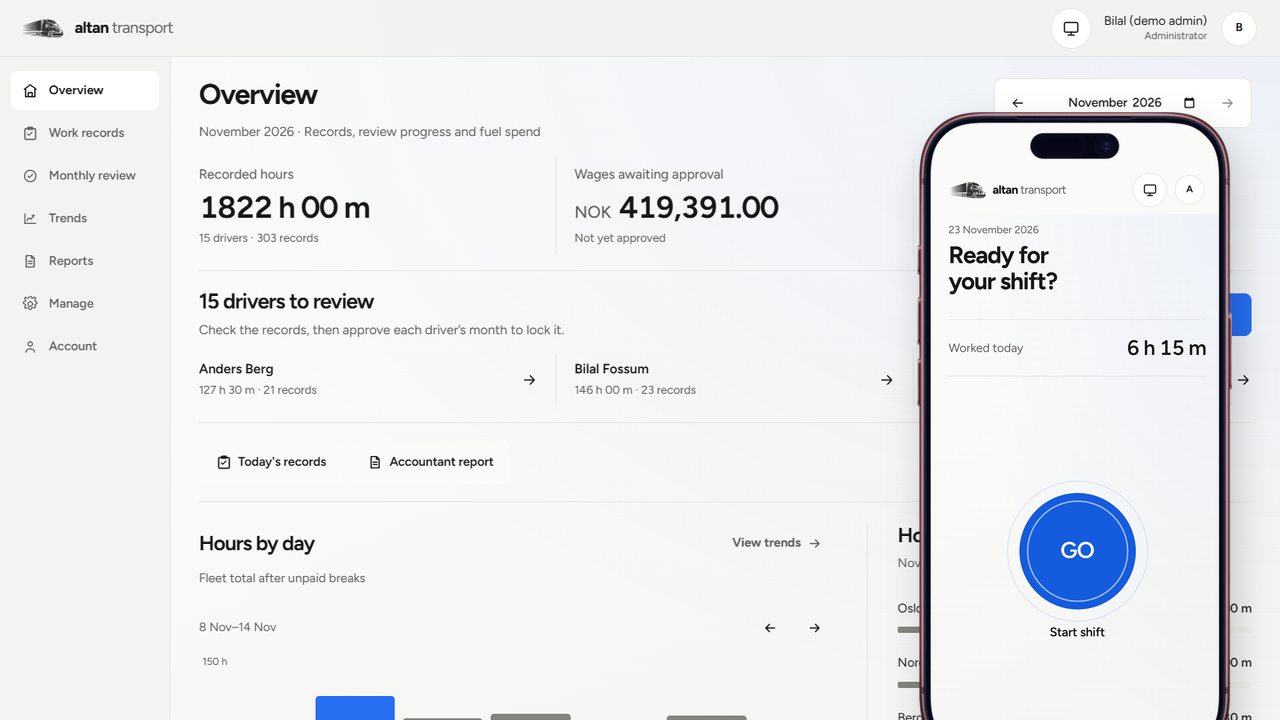 altan transport
Bilal (demo admin)
Administrator
B
Overview
Work records
Monthly review
Trends
Reports
Manage
Account
Overview
November 2026 · Records, review progress and fuel spend
November 2026
Recorded hours
1822 h 00 m
15 drivers · 303 records
Wages awaiting approval
NOK 419,391.00
Not yet approved
15 drivers to review
Check the records, then approve each driver's month to lock it.
Anders Berg
127 h 30 m · 21 records
Bilal Fossum
146 h 00 m · 23 records
Today's records
Accountant report
Hours by day
View trends
Fleet total after unpaid breaks
8 Nov–14 Nov
150 h
altan transport
A
23 November 2026
Ready for
your shift?
Worked today
6 h 15 m
GO
Start shift